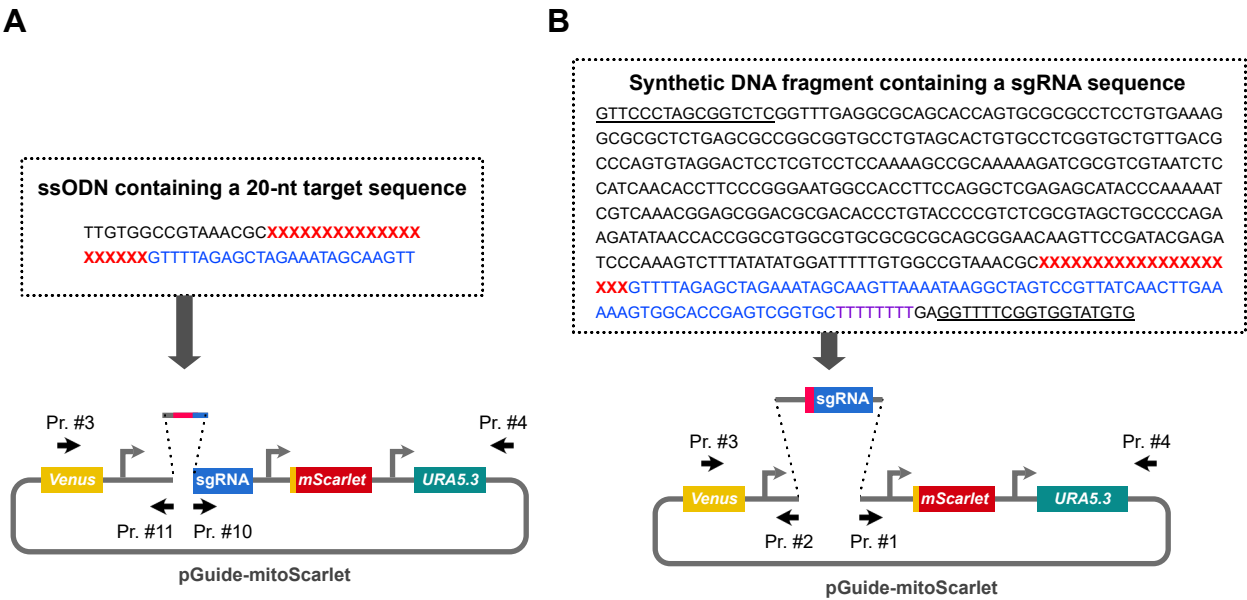 A
B
ssODN containing a 20-nt target sequence
TTGTGGCCGTAAACGCXXXXXXXXXXXXXX
XXXXXXGTTTTAGAGCTAGAAATAGCAAGTT
Pr. #3
Pr. #4
Venus
sgRNA
mScarlet
URA5.3
Pr. #11
Pr. #10
pGuide-mitoScarlet
Synthetic DNA fragment containing a sgRNA sequence
GTTCCCTAGCGGTCTCGGTTTGAGGCGCAGCACCAGTGCGCGCCTCCTGTGAAAG
GCGCGCTCTGAGCGCCGGCGGTGCCTGTAGCACTGTGCCTCGGTGCTGTTGACG
CCCAGTGTAGGACTCCTCGTCCTCCAAAAGCCGCAAAAAGATCGCGTCGTAATCTC
CATCAACACCTTCCCGGGAATGGCCACCTTCCAGGCTCGAGAGCATACCCAAAAAT
CGTCAAACGGAGCGGACGCGACACCCTGTACCCCGTCTCGCGTAGCTGCCCCAGA
AGATATAACCACCGGCGTGGCGTGCGCGCGCAGCGGAACAAGTTCCGATACGAGA
TCCCAAAGTCTTTATATATGGATTTTTGTGGCCGTAAACGCXXXXXXXXXXXXXXXXX
XXXGTTTTAGAGCTAGAAATAGCAAGTTAAAATAAGGCTAGTCCGTTATCAACTTGAA
AAAGTGGCACCGAGTCGGTGCTTTTTTTTGAGGTTTTCGGTGGTATGTG
sgRNA
Pr. #3
Pr. #4
Venus
mScarlet
URA5.3
Pr. #2
Pr. #1
pGuide-mitoScarlet